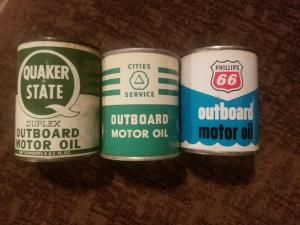 QUAKER
STATE
DUPLEX
OUTBOARD
MOTOR OIL
CITIES
SERVICE
OUTBOARD
MOTOR OIL
PHILLIPS
66
outboard
motor oil